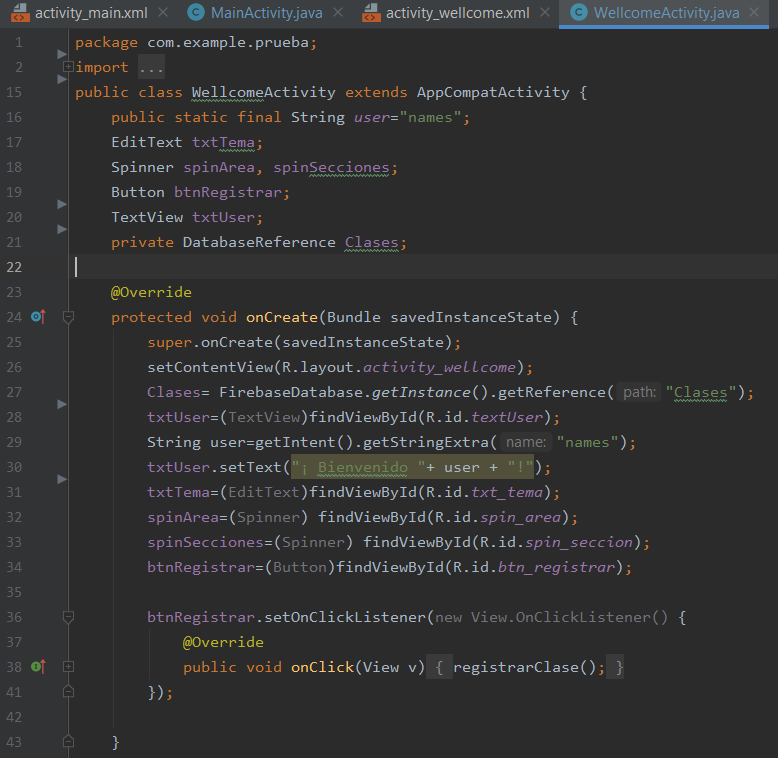 activity_main.xml MainActivity.java activity_wellcome.xml WellcomeActivity.java
1 package com.example.prueba;
2 import ...
15 public class WellcomeActivity extends AppCompatActivity {
16 public static final String user="names";
17 EditText txtTema;
18 Spinner spinArea, spinSecciones;
19 Button btnRegistrar;
20 TextView txtUser;
21 private DatabaseReference Clases;
22
23 @Override
24 protected void onCreate(Bundle savedInstanceState) {
25 super.onCreate(savedInstanceState);
26 setContentView(R.layout.activity_wellcome);
27 Clases= FirebaseDatabase.getInstance().getReference( path: "Clases");
28 txtUser=(TextView)findViewById(R.id.textUser);
29 String user=getIntent().getStringExtra( name: "names");
30 txtUser.setText("¡ Bienvenido "+ user + "!");
31 txtTema=(EditText)findViewById(R.id.txt_tema);
32 spinArea=(Spinner) findViewById(R.id.spin_area);
33 spinSecciones=(Spinner) findViewById(R.id.spin_seccion);
34 btnRegistrar=(Button)findViewById(R.id.btn_registrar);
35
36 btnRegistrar.setOnClickListener(new View.OnClickListener() {
37 @Override
38 public void onClick(View v) { registrarClase(); }
41 });
42
43 }